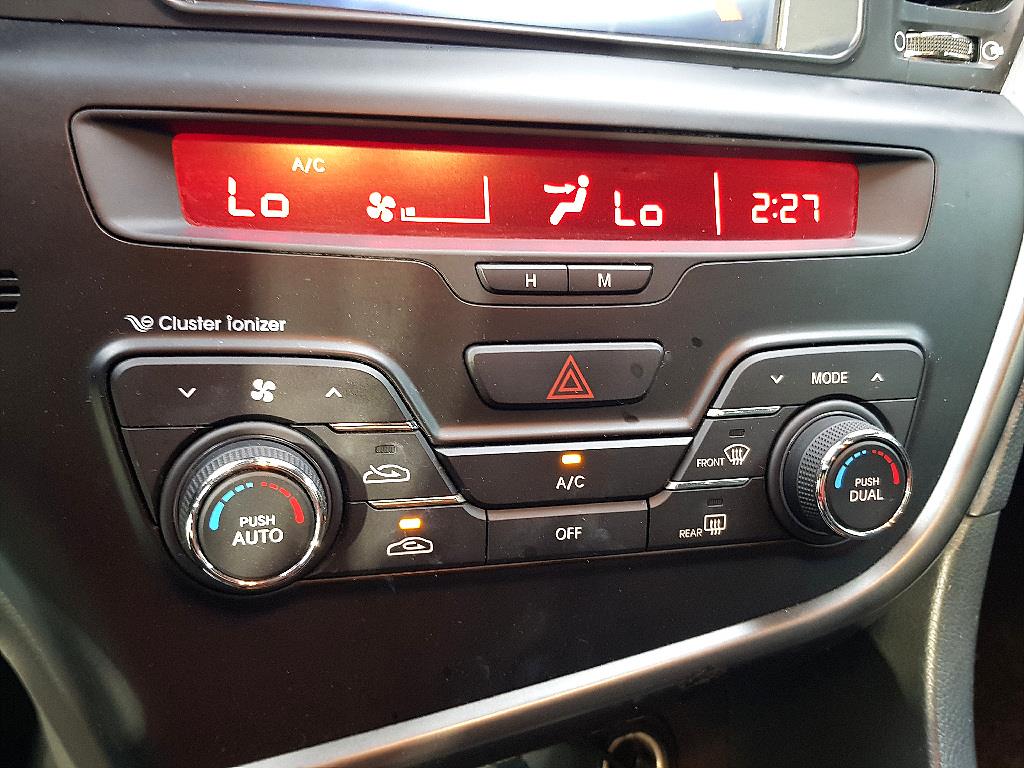 A/C
Lo Lo 2:27
H M
Cluster ionizer
MODE
FRONT
PUSH
AUTO
A/C
PUSH
DUAL
OFF
REAR